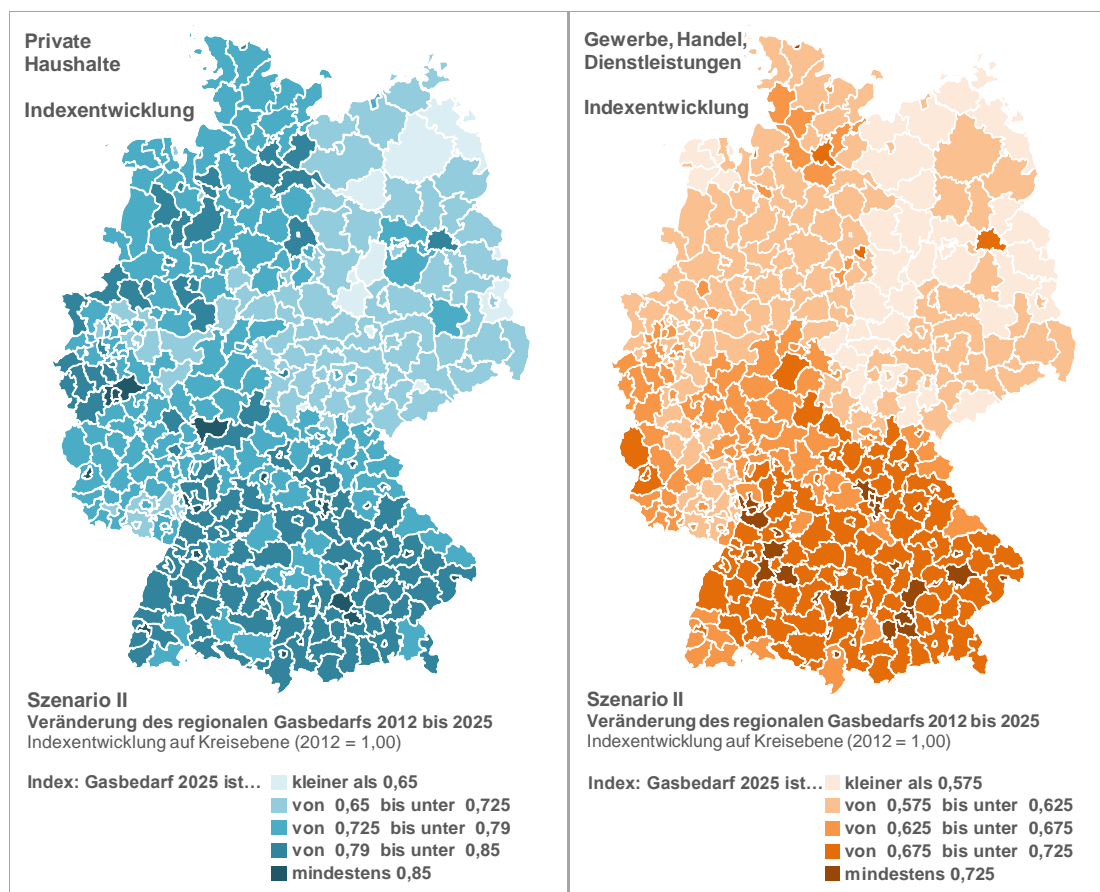 Private
Haushalte
Indexentwicklung
Szenario II
Veränderung des regionalen Gasbedarfs 2012 bis 2025
Indexentwicklung auf Kreisebene (2012 = 1,00)
Index: Gasbedarf 2025 ist… kleiner als 0,65
von 0,65 bis unter 0,725
von 0,725 bis unter 0,79
von 0,79 bis unter 0,85
mindestens 0,85
Gewerbe, Handel,
Dienstleistungen
Indexentwicklung
Szenario II
Veränderung des regionalen Gasbedarfs 2012 bis 2025
Indexentwicklung auf Kreisebene (2012 = 1,00)
Index: Gasbedarf 2025 ist… kleiner als 0,575
von 0,575 bis unter 0,625
von 0,625 bis unter 0,675
von 0,675 bis unter 0,725
mindestens 0,725